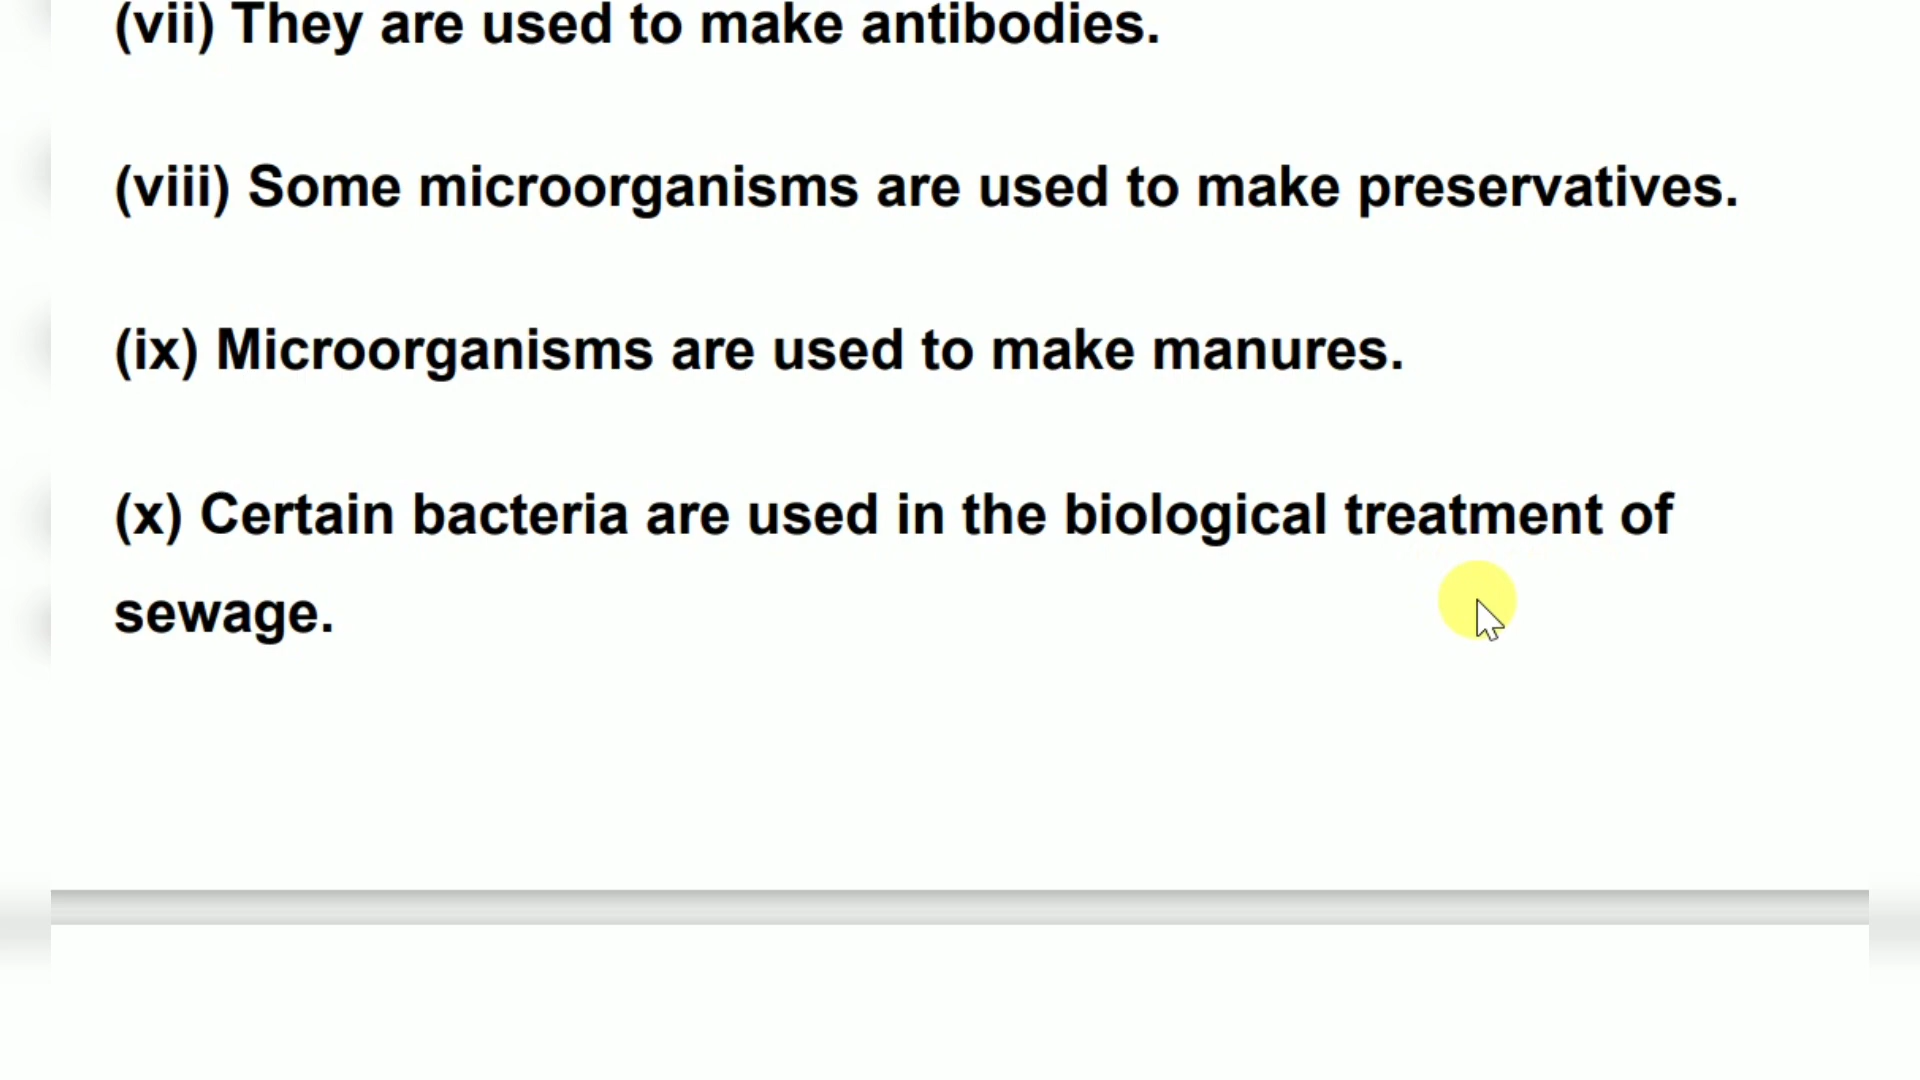 (vii) They are used to make antibodies.
(viii) Some microorganisms are used to make preservatives.
(ix) Microorganisms are used to make manures.
(x) Certain bacteria are used in the biological treatment of
sewage.